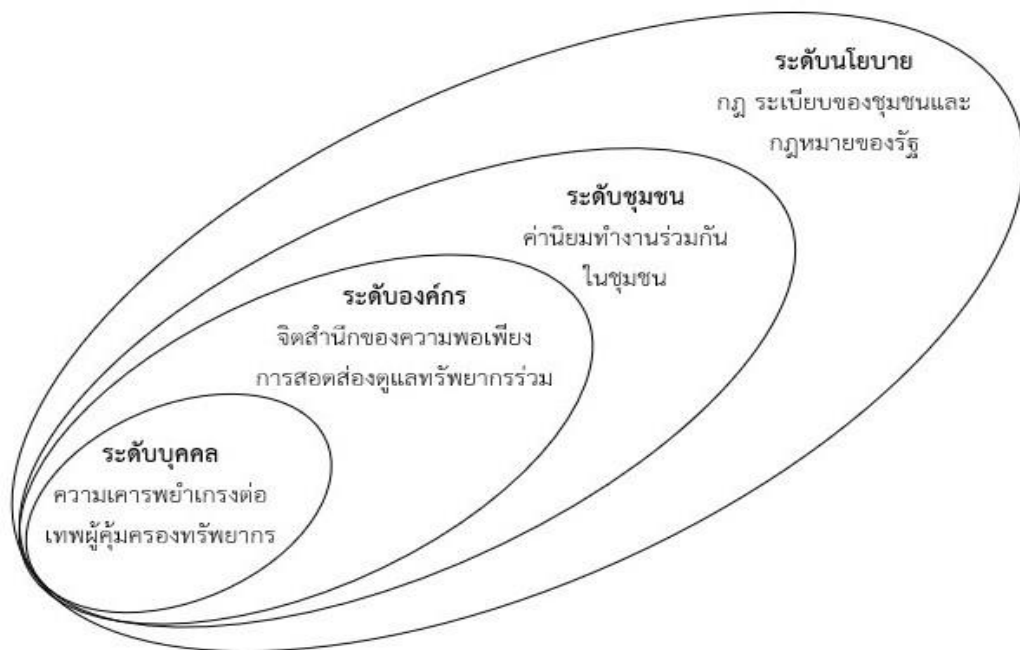 ระดับนโยบาย
กฎ ระเบียบของชุมชนและ
กฎหมายของรัฐ
ระดับชุมชน
ค่านิยมทำงานร่วมกัน
ในชุมชน
ระดับองค์กร
จิตสำนึกของความพอเพียง
การสอดส่องดูแลทรัพยากรร่วม
ระดับบุคคล
ความเคารพยำเกรงต่อ
เทพผู้คุ้มครองทรัพยากร